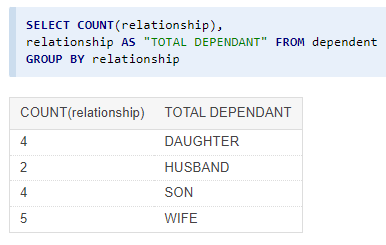 SELECT COUNT(relationship),
relationship AS "TOTAL DEPENDANT" FROM dependent
GROUP BY relationship
COUNT(relationship) TOTAL DEPENDANT
4 DAUGHTER
2 HUSBAND
4 SON
5 WIFE